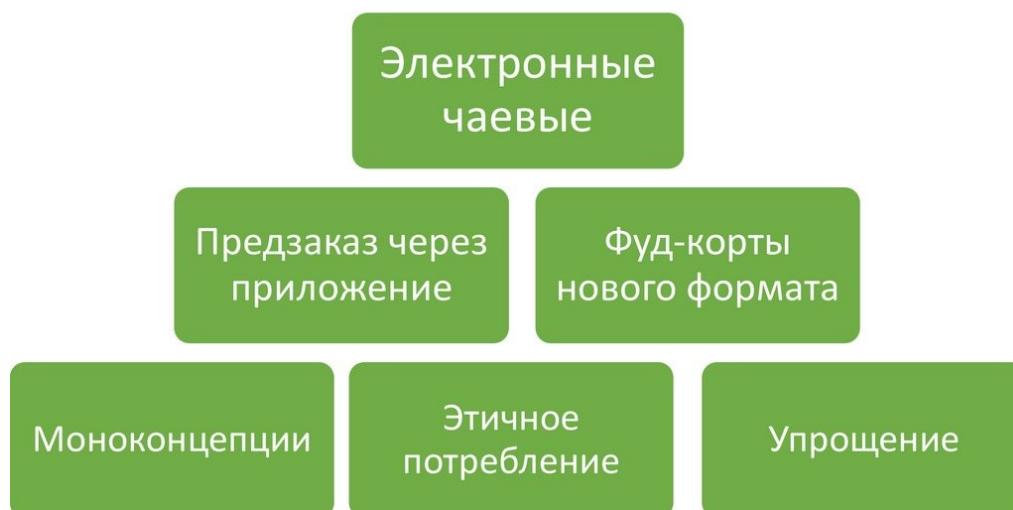 Электронные
чаевые
Предзаказ через
приложение
Фуд-корты
нового формата
Моноконцепции
Этичное
потребление
Упрощение